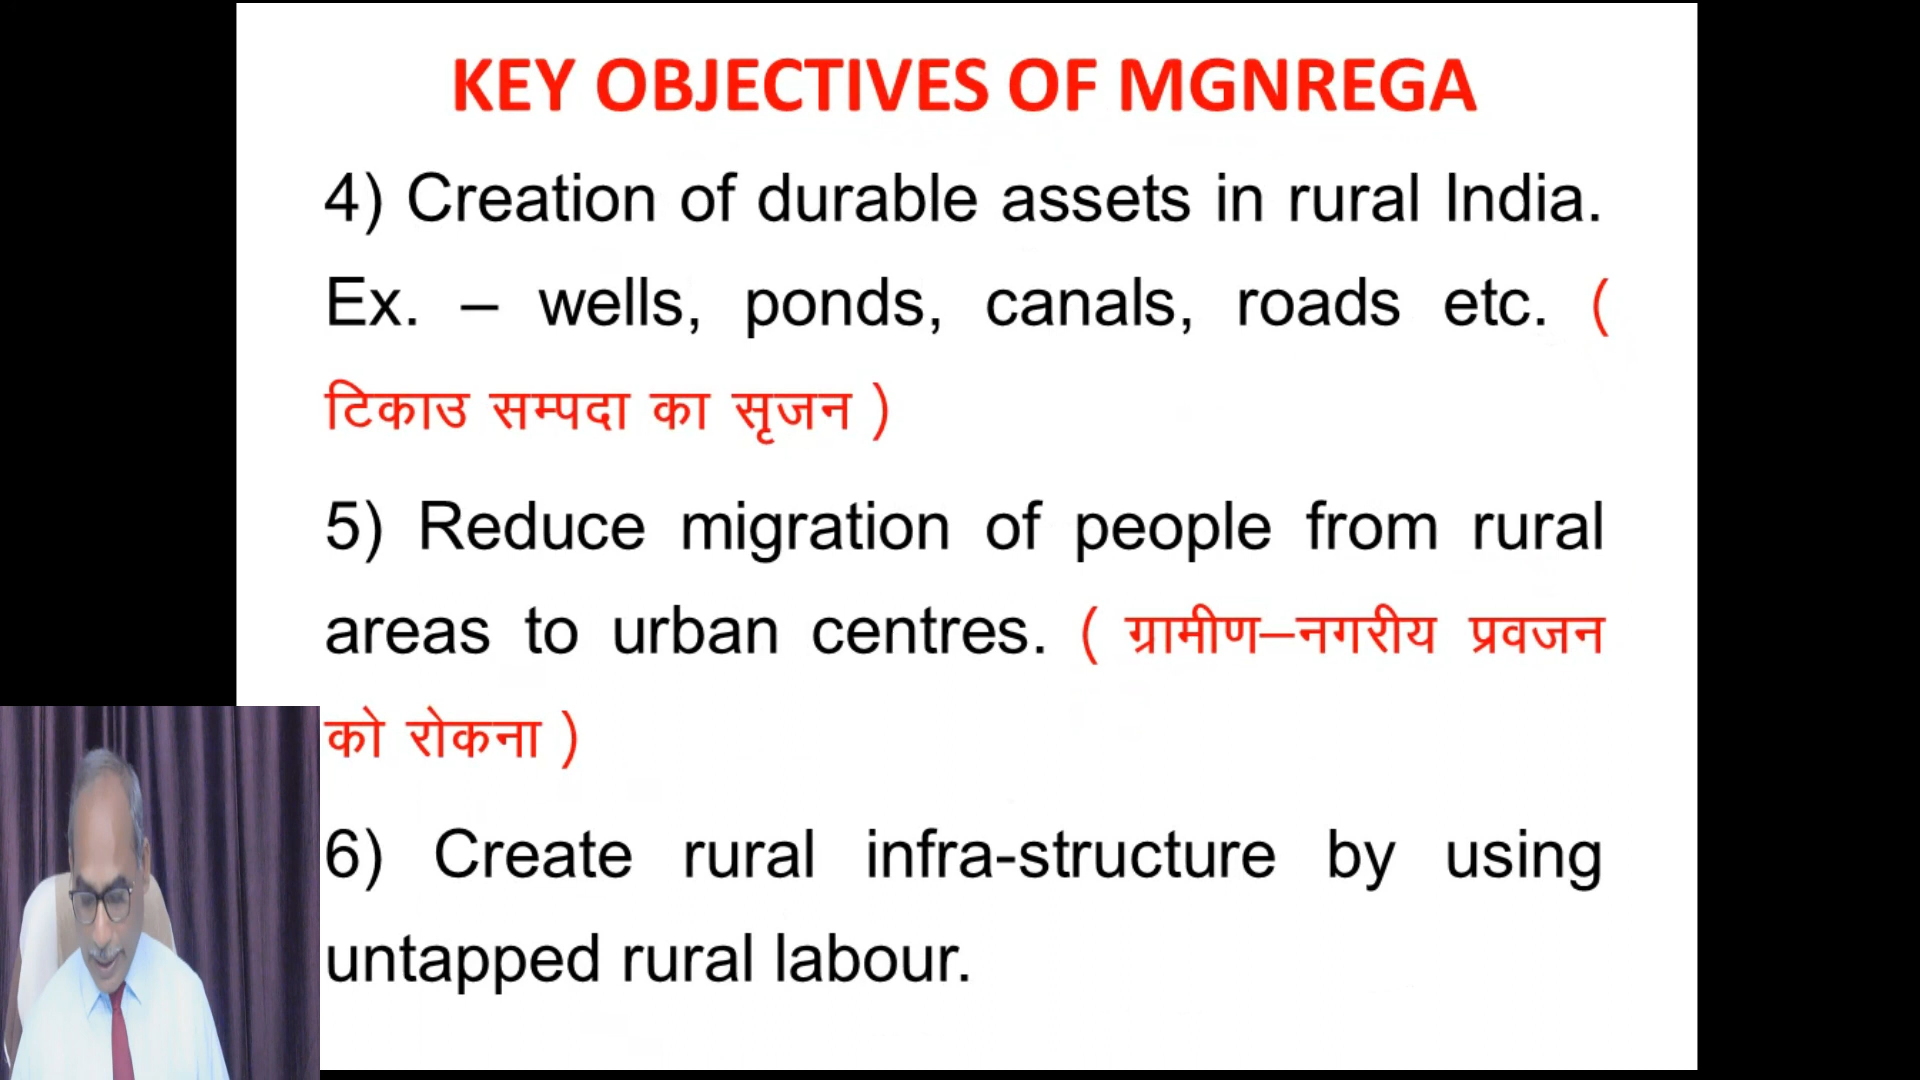 KEY OBJECTIVES OF MGNREGA
4) Creation of durable assets in rural India.
Ex. – wells, ponds, canals, roads etc. (
टिकाउ सम्पदा का सृजन )
5) Reduce migration of people from rural
areas to urban centres. ( ग्रामीण–नगरीय प्रवजन
को रोकना )
6) Create rural infra-structure by using
untapped rural labour.